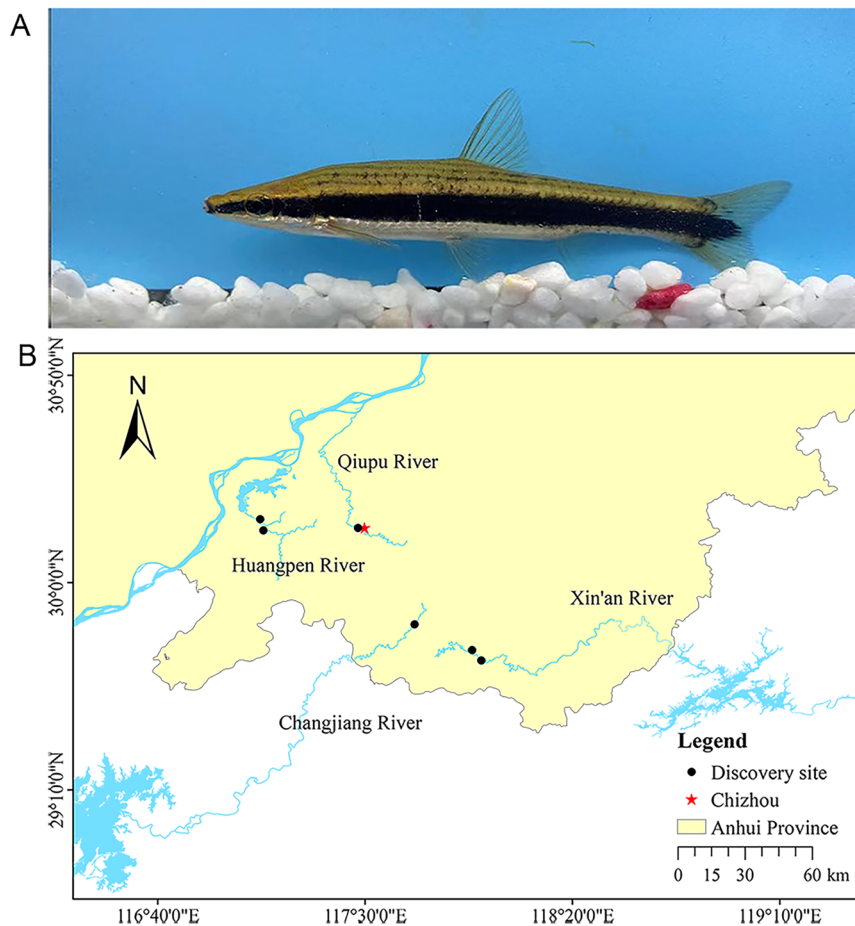 A
B
30°50'0"N
N
Qiupu River
Huangpen River
30°0'0"N
Xin'an River
Changjiang River
Legend
Discovery site
Chizhou
Anhui Province
0 15 30 60 km
29°10'0"N
116°40'0"E 117°30'0"E 118°20'0"E 119°10'0"E